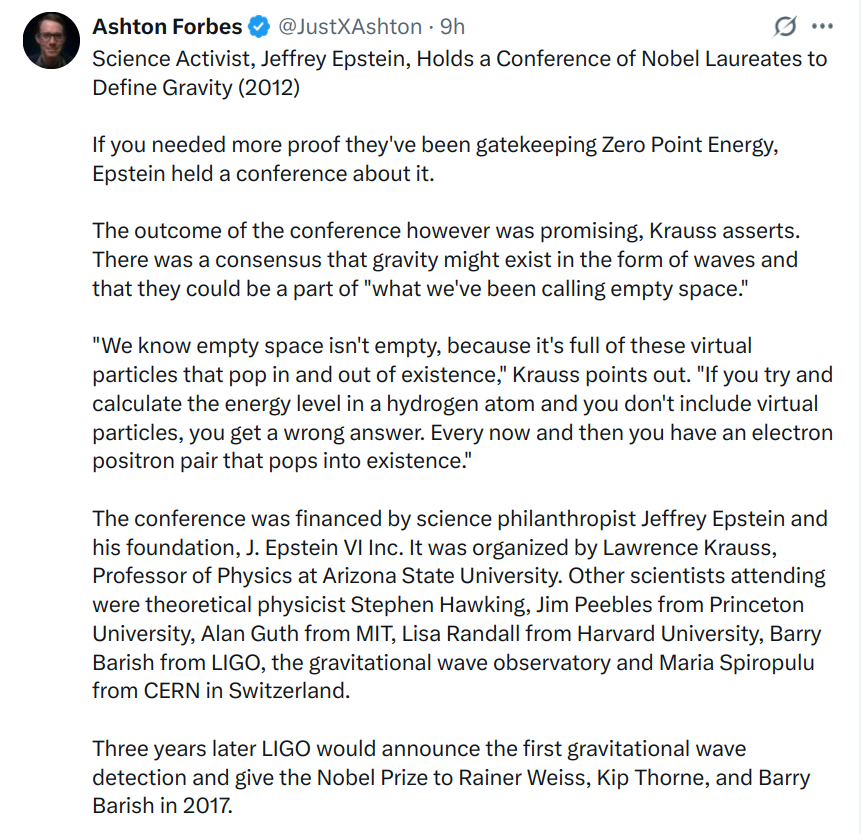 Ashton Forbes @JustXAshton · 9h
Science Activist, Jeffrey Epstein, Holds a Conference of Nobel Laureates to
Define Gravity (2012)
If you needed more proof they've been gatekeeping Zero Point Energy,
Epstein held a conference about it.
The outcome of the conference however was promising, Krauss asserts.
There was a consensus that gravity might exist in the form of waves and
that they could be a part of "what we've been calling empty space."
"We know empty space isn't empty, because it's full of these virtual
particles that pop in and out of existence," Krauss points out. "If you try and
calculate the energy level in a hydrogen atom and you don't include virtual
particles, you get a wrong answer. Every now and then you have an electron
positron pair that pops into existence."
The conference was financed by science philanthropist Jeffrey Epstein and
his foundation, J. Epstein VI Inc. It was organized by Lawrence Krauss,
Professor of Physics at Arizona State University. Other scientists attending
were theoretical physicist Stephen Hawking, Jim Peebles from Princeton
University, Alan Guth from MIT, Lisa Randall from Harvard University, Barry
Barish from LIGO, the gravitational wave observatory and Maria Spiropulu
from CERN in Switzerland.
Three years later LIGO would announce the first gravitational wave
detection and give the Nobel Prize to Rainer Weiss, Kip Thorne, and Barry
Barish in 2017.